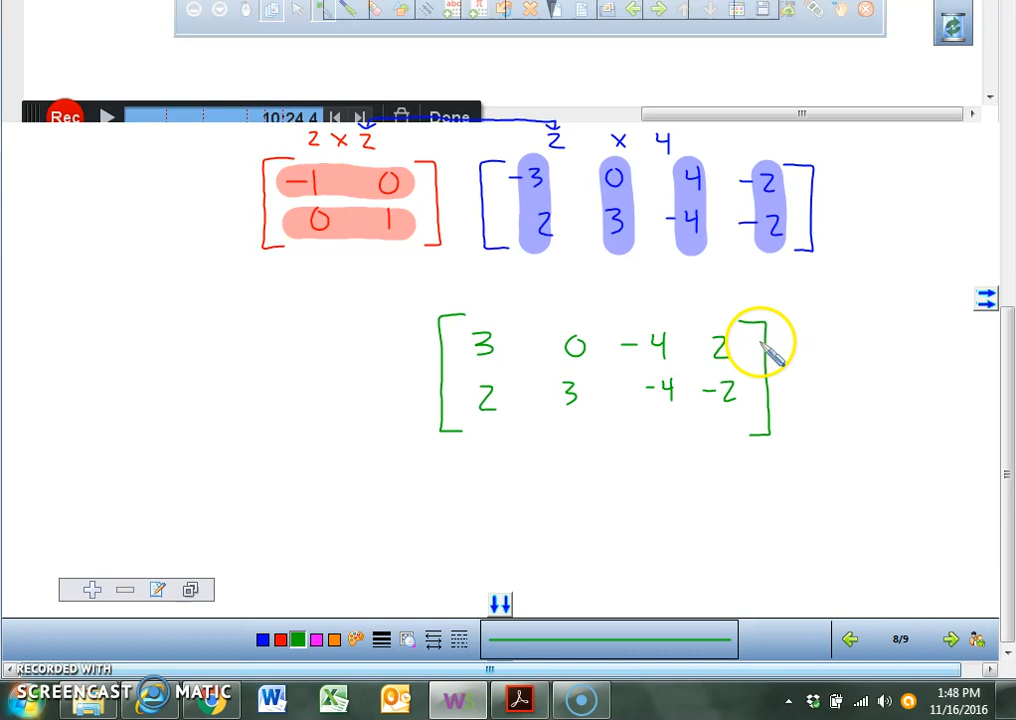 abc
Rec 10:24.4 Done
2 x 2 2 x 4
-1 0 -3 0 4 -2
0 1 2 3 -4 -2
3 0 -4 2
2 3 -4 -2
8/9
RECORDED WITH
SCREENCAST MATIC
1:48 PM
11/16/2016